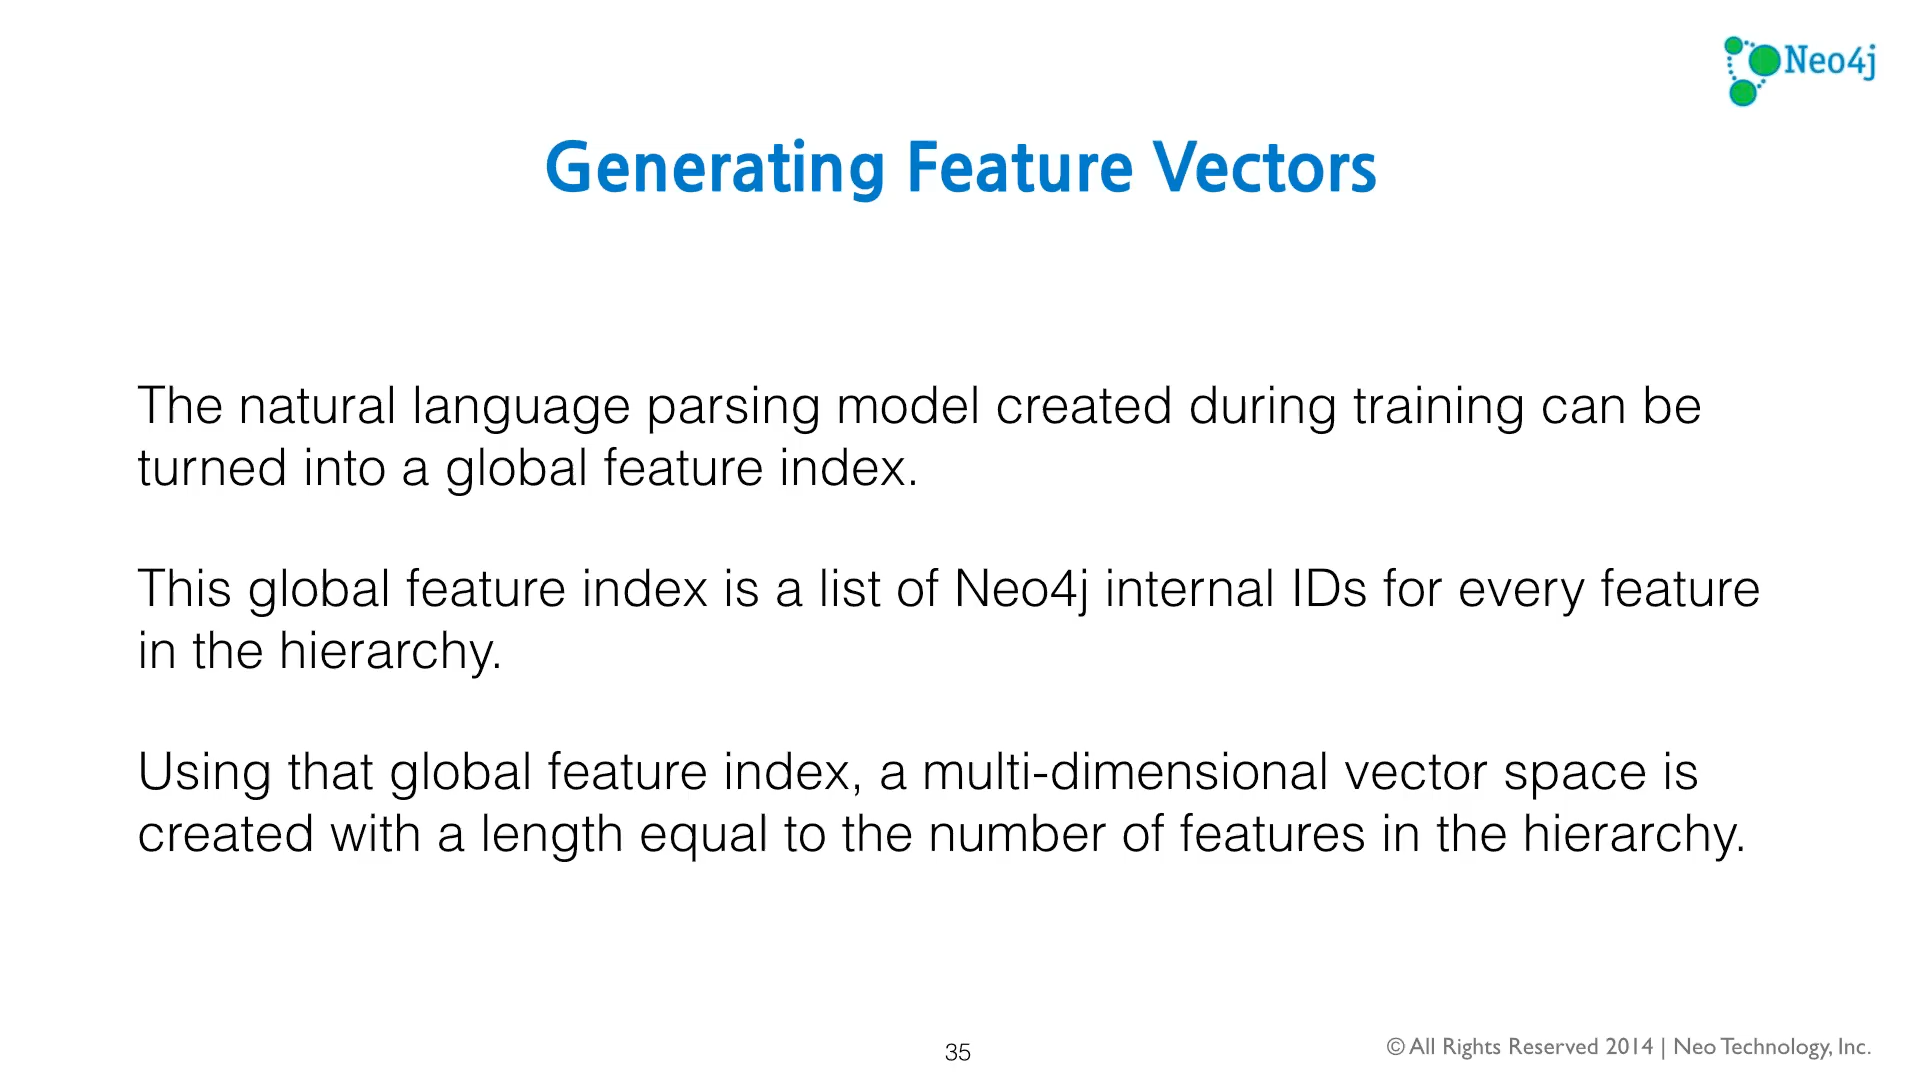 Neo4j
Generating Feature Vectors
The natural language parsing model created during training can be
turned into a global feature index.
This global feature index is a list of Neo4j internal IDs for every feature
in the hierarchy.
Using that global feature index, a multi-dimensional vector space is
created with a length equal to the number of features in the hierarchy.
35
© All Rights Reserved 2014 | Neo Technology, Inc.